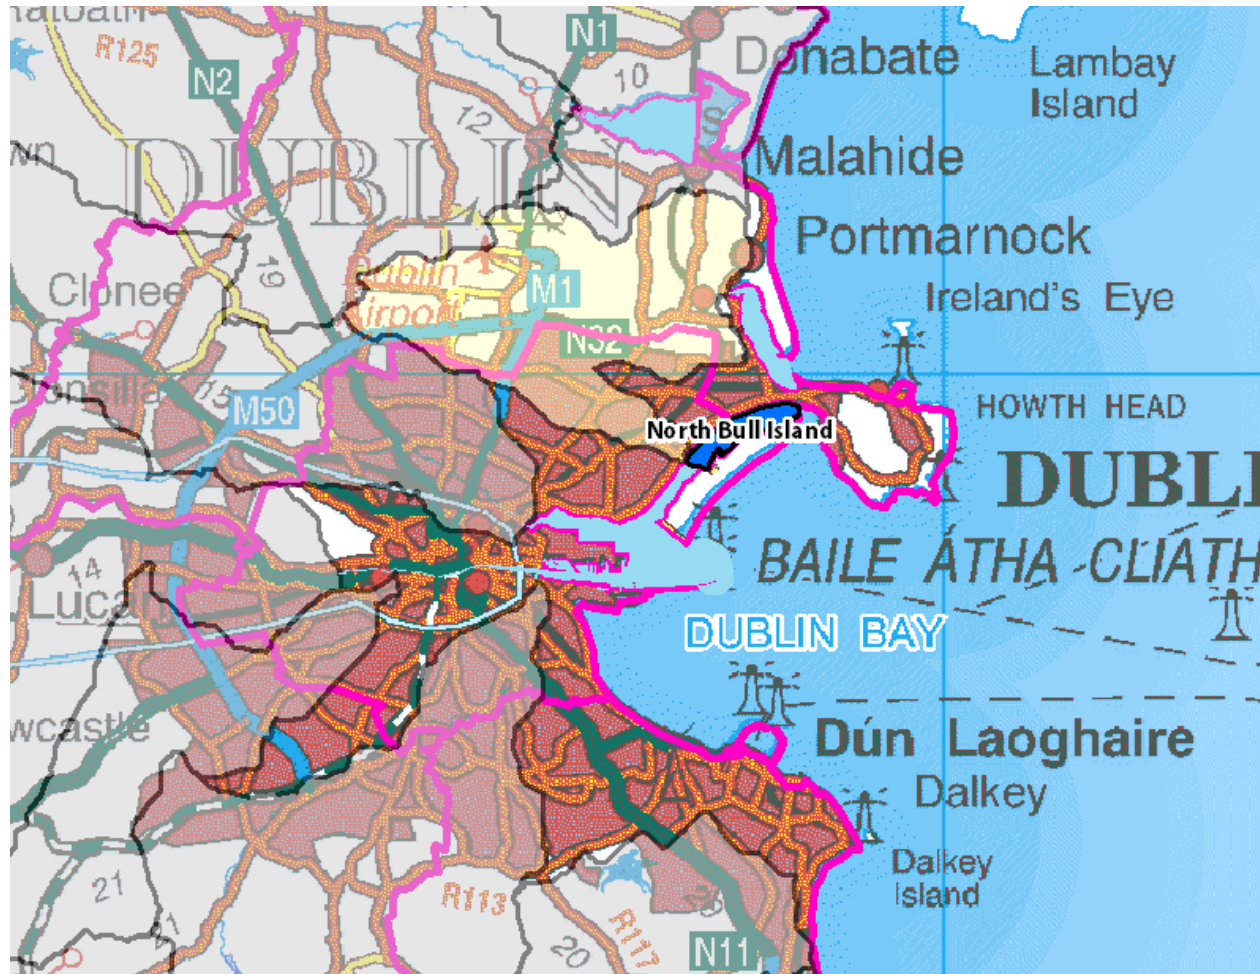 R125
N1
N2
10
12
Donabate
Lambay
Island
DUBLIN
Malahide
Portmarnock
19
Clonee
Dublin
Airport
M1
Ireland's Eye
N32
15
M50
North Bull Island
HOWTH HEAD
BAILE ÁTHA CLIATH
14
Lucan
DUBLIN BAY
Dún Laoghaire
Dalkey
Dalkey
Island
21
R113
20
R117
N11